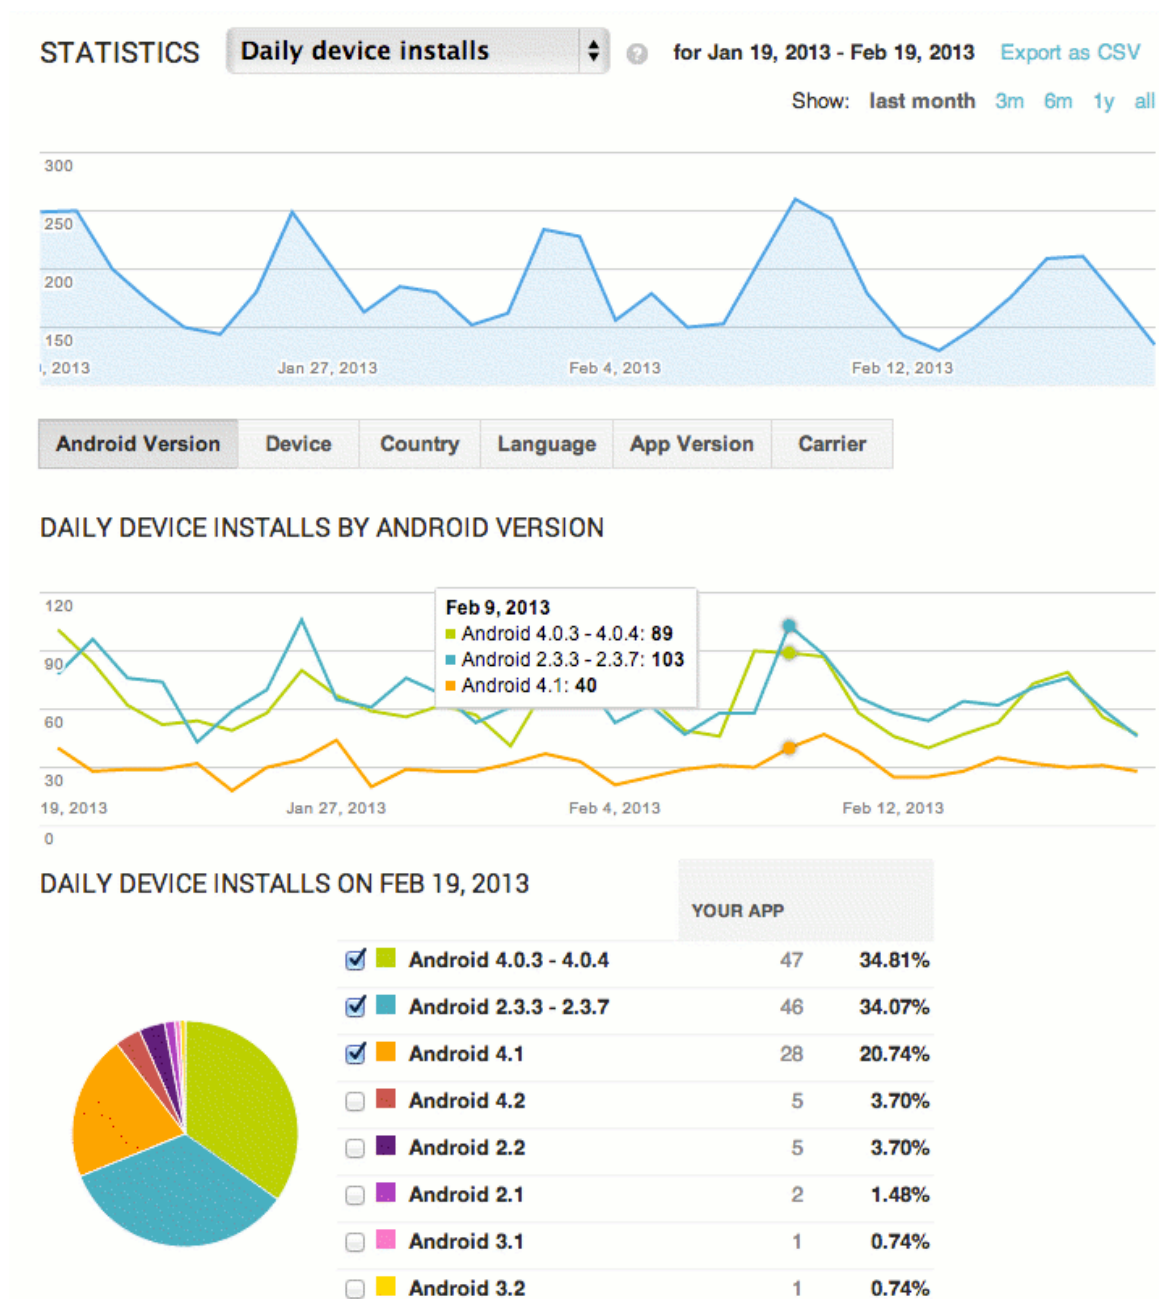 STATISTICS Daily device installs ? for Jan 19, 2013 - Feb 19, 2013 Export as CSV
Show: last month 3m 6m 1y all
300
250
200
150
, 2013 Jan 27, 2013 Feb 4, 2013 Feb 12, 2013
Android Version Device Country Language App Version Carrier
DAILY DEVICE INSTALLS BY ANDROID VERSION
120
Feb 9, 2013
Android 4.0.3 - 4.0.4: 89
90
Android 2.3.3 - 2.3.7: 103
Android 4.1: 40
60
30
19, 2013 Jan 27, 2013 Feb 4, 2013 Feb 12, 2013
0
DAILY DEVICE INSTALLS ON FEB 19, 2013
YOUR APP
Android 4.0.3 - 4.0.4 47 34.81%
Android 2.3.3 - 2.3.7 46 34.07%
Android 4.1 28 20.74%
Android 4.2 5 3.70%
Android 2.2 5 3.70%
Android 2.1 2 1.48%
Android 3.1 1 0.74%
Android 3.2 1 0.74%